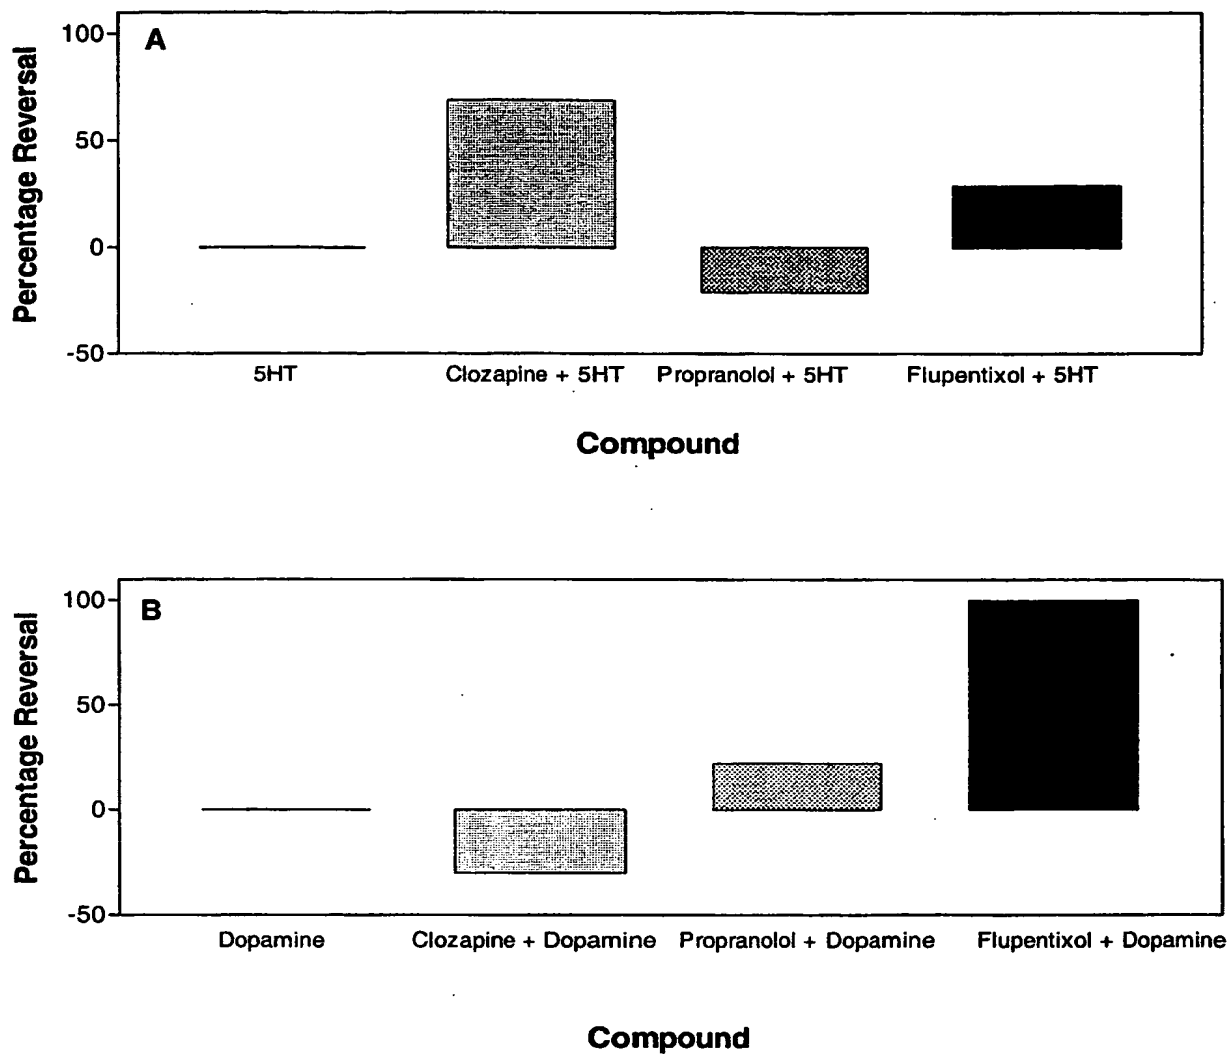 A
Percentage Reversal
100
50
0
-50
5HT Clozapine + 5HT Propranolol + 5HT Flupentixol + 5HT
Compound
B
Percentage Reversal
100
50
0
-50
Dopamine Clozapine + Dopamine Propranolol + Dopamine Flupentixol + Dopamine
Compound